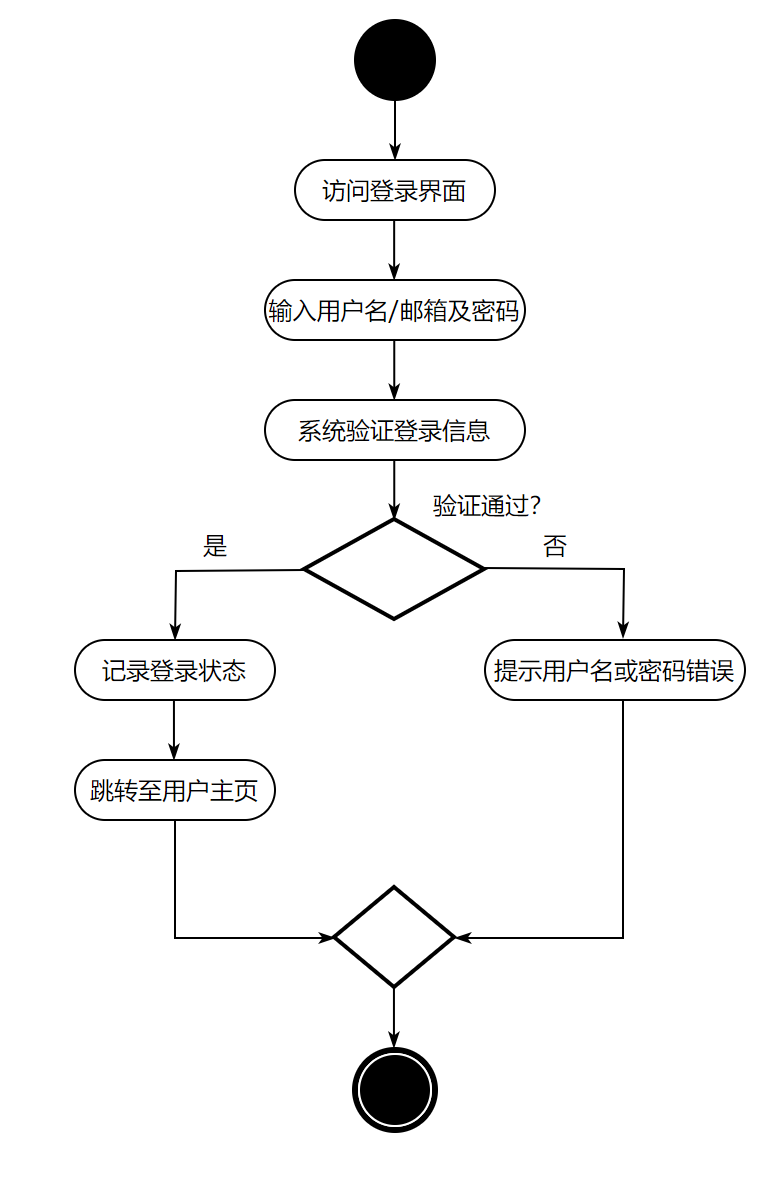 访问登录界面
输入用户名/邮箱及密码
系统验证登录信息
验证通过?
是
否
记录登录状态
提示用户名或密码错误
跳转至用户主页